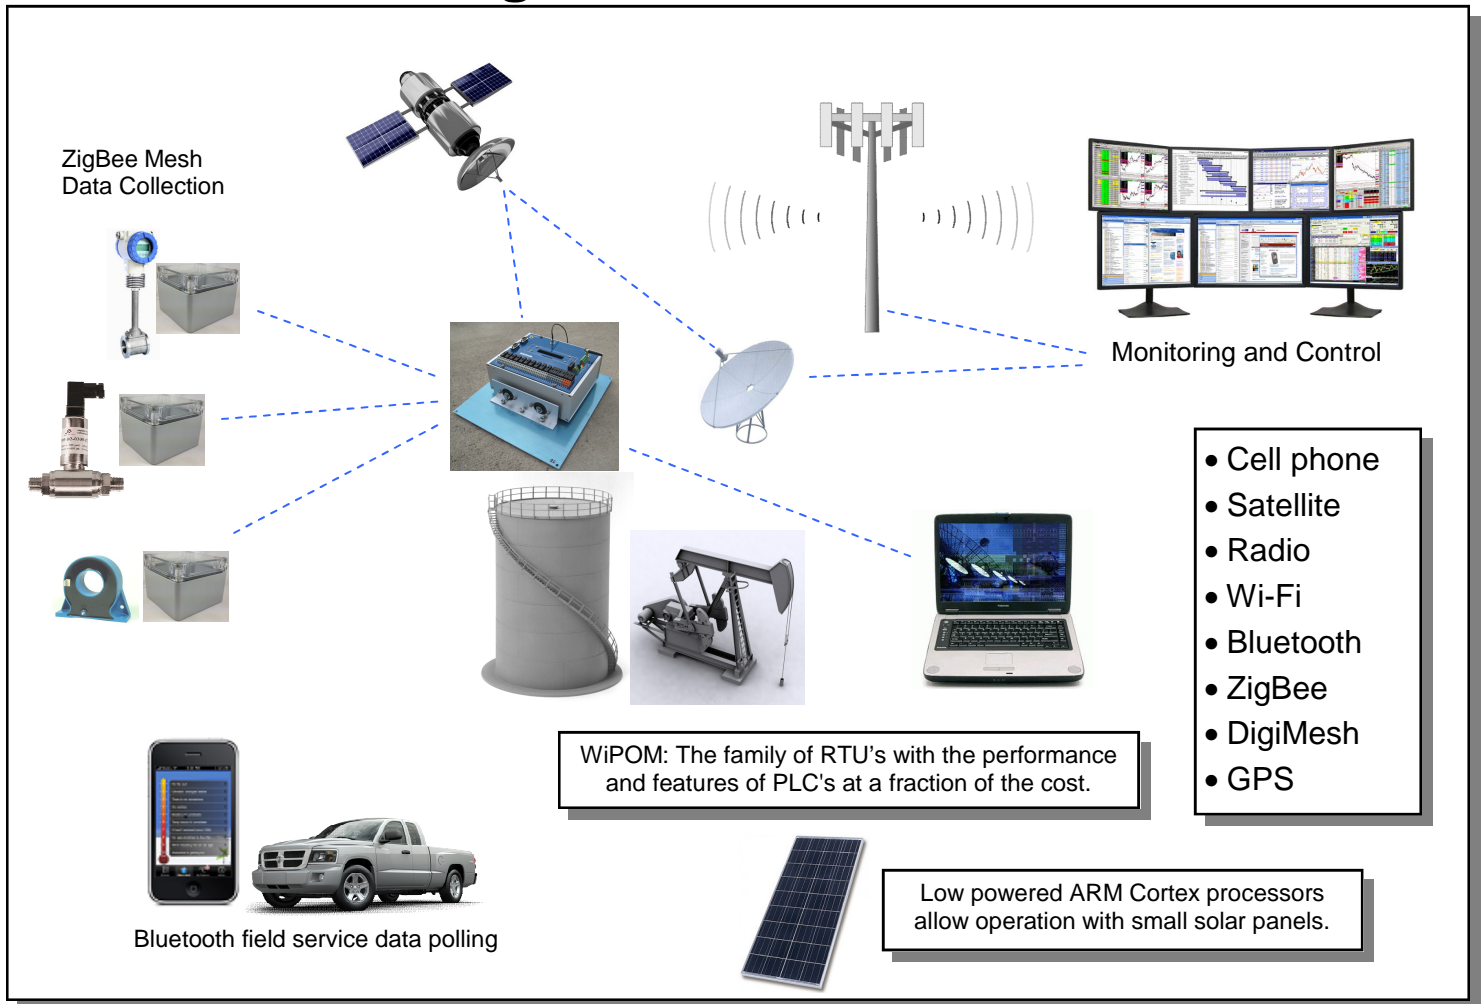 ZigBee Mesh
Data Collection
Monitoring and Control
• Cell phone
• Satellite
• Radio
• Wi-Fi
• Bluetooth
• ZigBee
• DigiMesh
• GPS
WiPOM: The family of RTU's with the performance
and features of PLC's at a fraction of the cost.
Low powered ARM Cortex processors
allow operation with small solar panels.
Bluetooth field service data polling